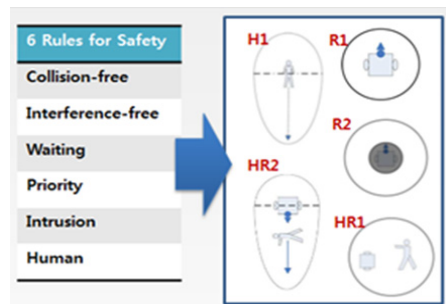 6 Rules for Safety
Collision-free
Interference-free
Waiting
Priority
Intrusion
Human
H1
R1
R2
HR2
HR1